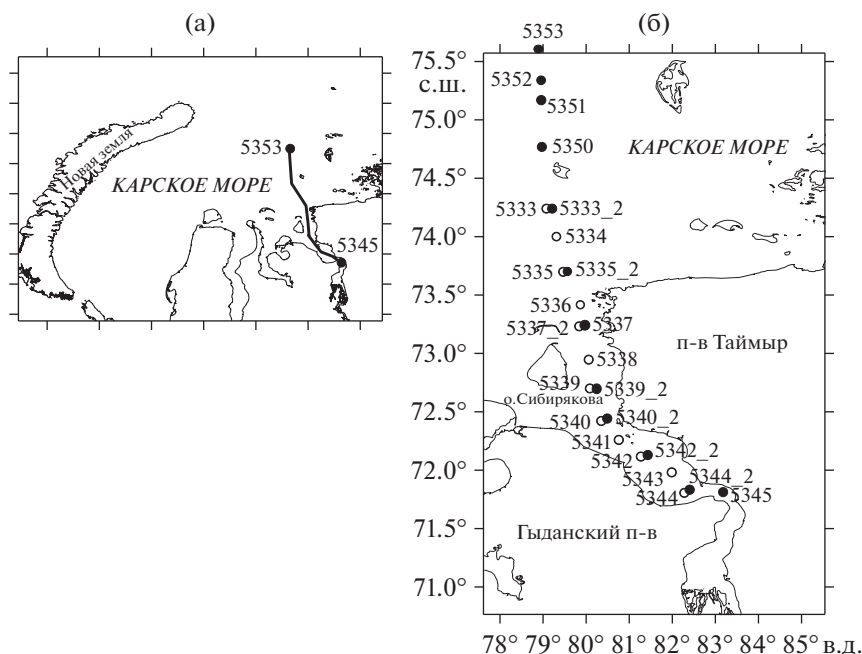 (а)
5353
Новая земля
КАРСКОЕ МОРЕ
5345
(б)
5353
75.5°
с.ш.
5352
5351
75.0°
5350
КАРСКОЕ МОРЕ
74.5°
5333 5333_2
74.0°
5334
5335 5335_2
73.5°
5336
5337_2 5337
п-в Таймыр
73.0°
5338
5339 5339_2
о.Сибирякова
72.5°
5340 5340_2
5341
5342 5342_2
72.0°
5343 5344_2
5344 5345
71.5°
Гыданский п-в
71.0°
78° 79° 80° 81° 82° 83° 84° 85° в.д.